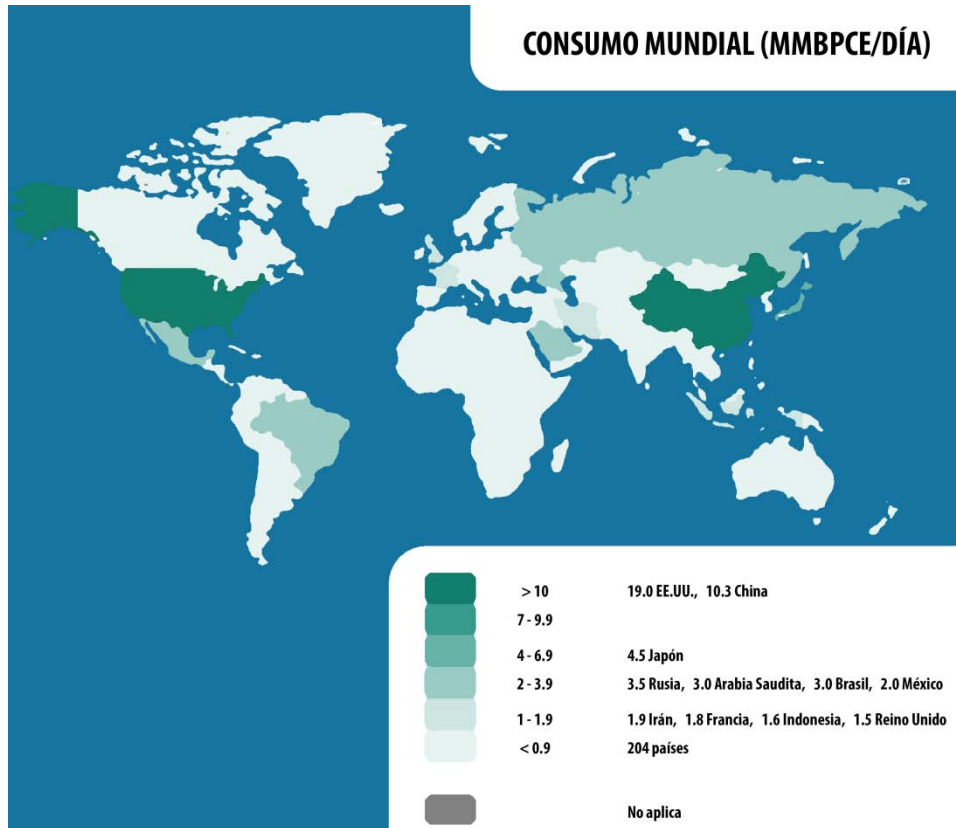 CONSUMO MUNDIAL (MMBPCE/DÍA)
> 10 19.0 EE.UU., 10.3 China
7 - 9.9
4 - 6.9 4.5 Japón
2 - 3.9 3.5 Rusia, 3.0 Arabia Saudita, 3.0 Brasil, 2.0 México
1 - 1.9 1.9 Irán, 1.8 Francia, 1.6 Indonesia, 1.5 Reino Unido
< 0.9 204 países
No aplica